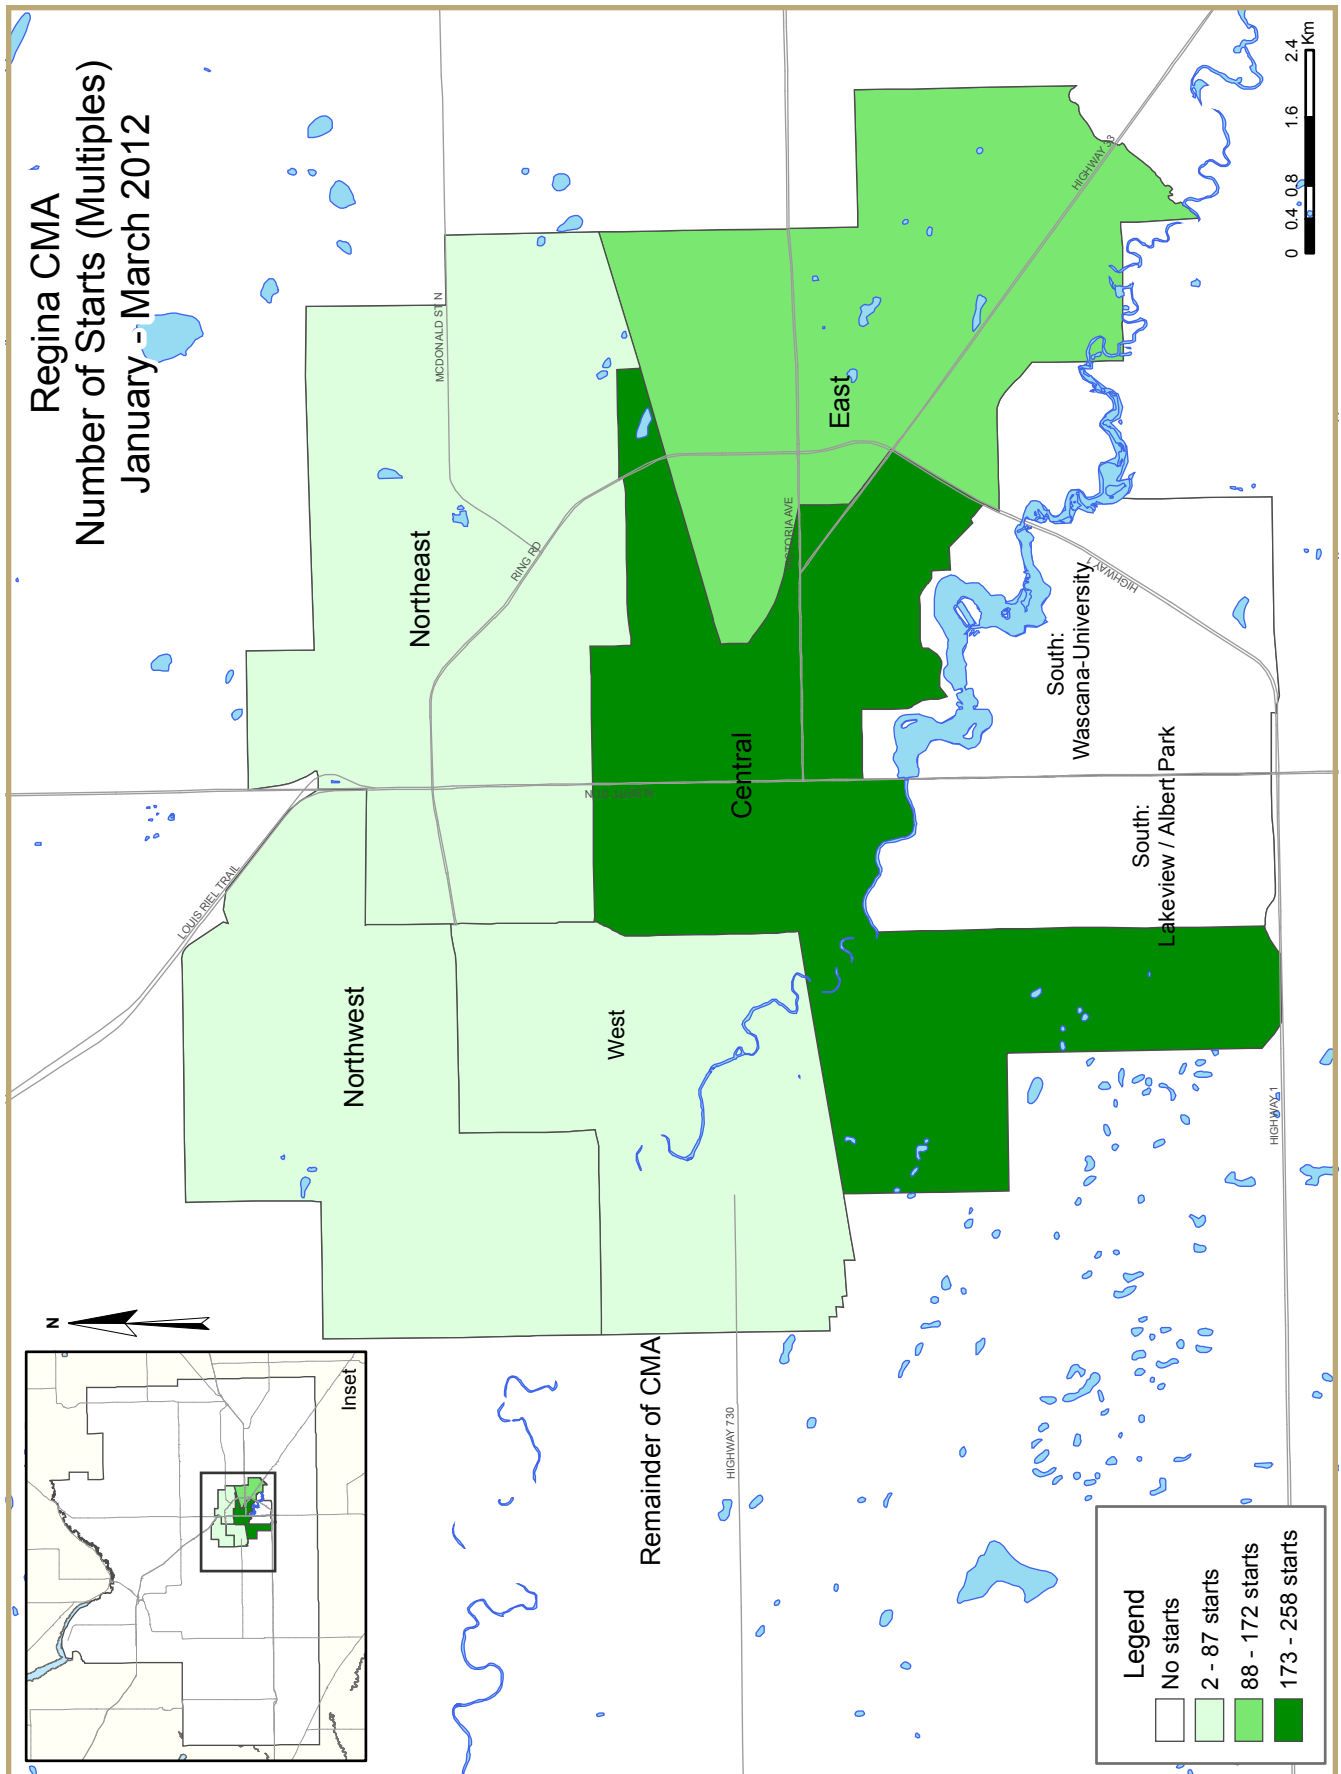 Regina CMA
Number of Starts (Multiples)
January - March 2012
N
Inset
LOUIS RIEL TRAIL
MCDONALD ST N
RING RD
Northwest
Northeast
West
Central
East
HIGHWAY 33
HIGHWAY 1
South:
Wascana-University
South:
Lakeview / Albert Park
Remainder of CMA
HIGHWAY 730
HIGHWAY 1
Legend
No starts
2 - 87 starts
88 - 172 starts
173 - 258 starts
0 0.4 0.8 1.6 2.4
Km